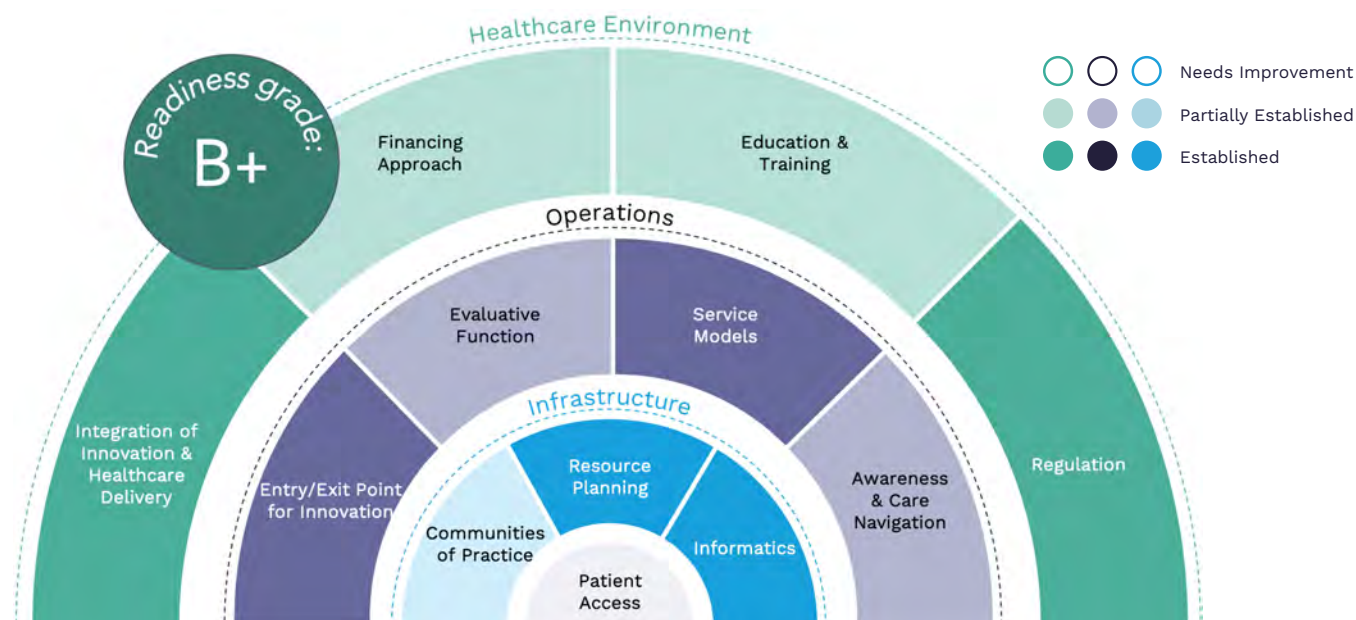 Healthcare Environment
Readiness grade:
B+
Needs Improvement
Partially Established
Established
Financing
Approach
Education &
Training
Operations
Evaluative
Function
Service
Models
Infrastructure
Integration of
Innovation &
Healthcare
Delivery
Entry/Exit Point
for Innovation
Communities
of Practice
Resource
Planning
Informatics
Awareness
& Care
Navigation
Regulation
Patient
Access